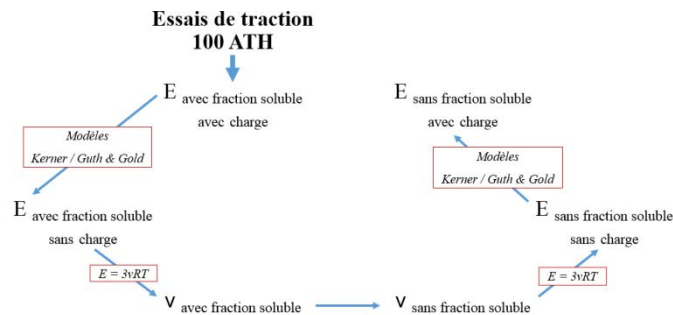 Essais de traction
100 ATH
E avec fraction soluble
avec charge
Modèles
Kerner / Guth & Gold
E avec fraction soluble
sans charge
E = 3νRT
ν avec fraction soluble
ν sans fraction soluble
E = 3νRT
E sans fraction soluble
sans charge
Modèles
Kerner / Guth & Gold
E sans fraction soluble
avec charge